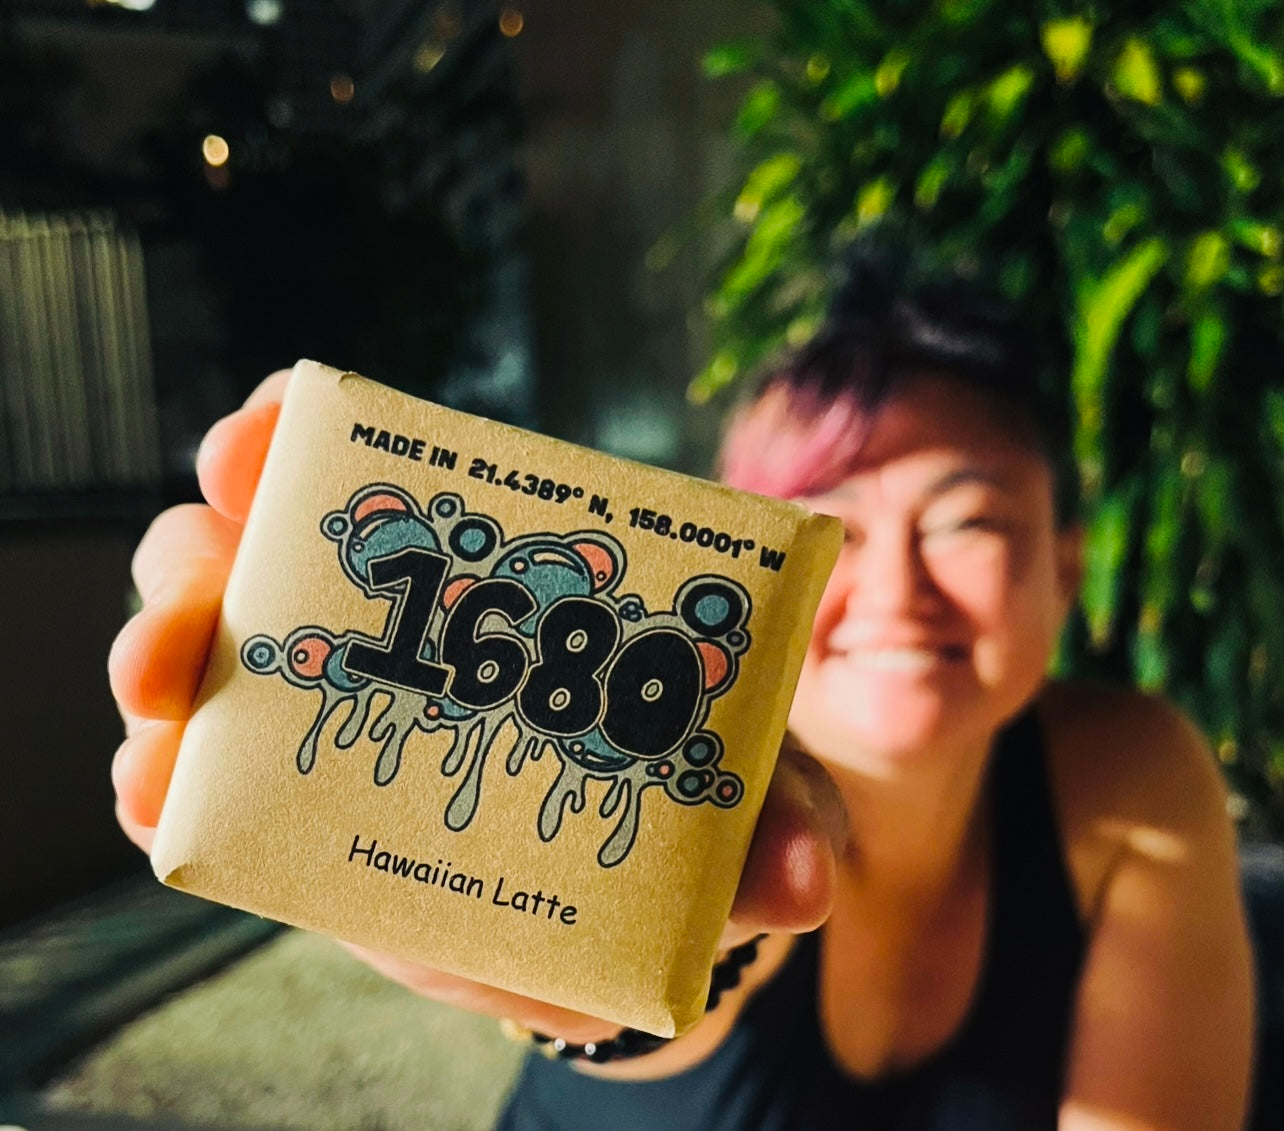 MADE IN 21.4389° N, 158.0001° W
1680
Hawaiian Latte